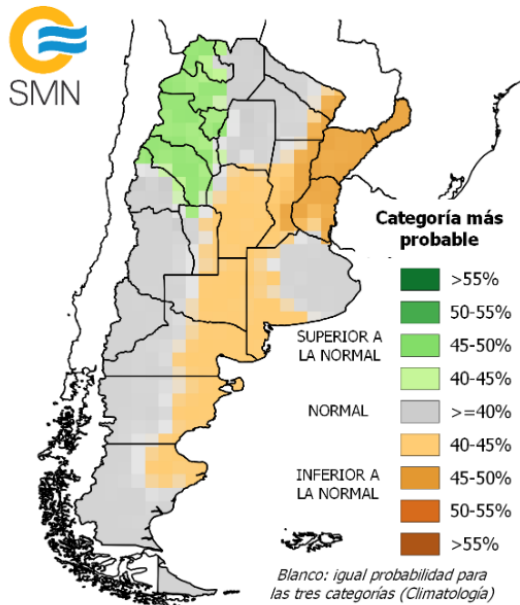 SMN
Categoría más
probable
>55%
50-55%
SUPERIOR A
LA NORMAL
45-50%
40-45%
NORMAL
>=40%
40-45%
INFERIOR A
LA NORMAL
45-50%
50-55%
>55%
Blanco: igual probabilidad para
las tres categorías (Climatología)